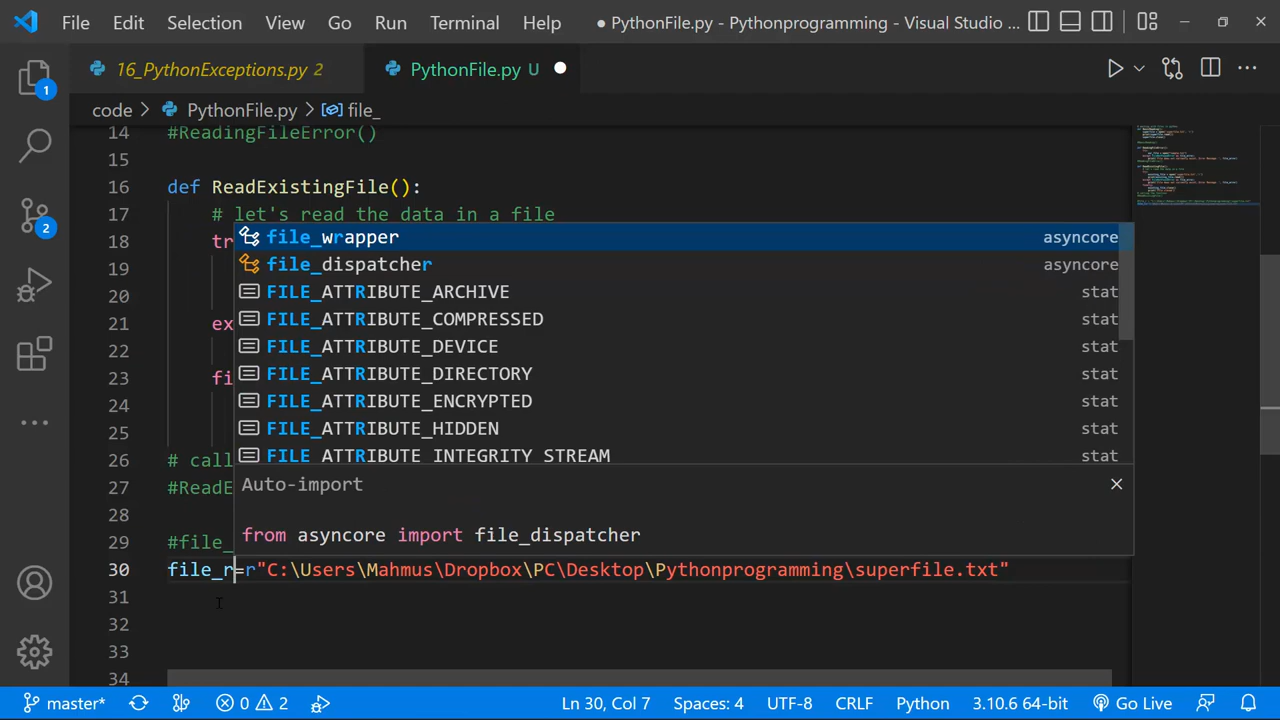 File Edit Selection View Go Run Terminal Help ● PythonFile.py - Pythonprogramming - Visual Studio ...
16_PythonExceptions.py 2 PythonFile.py U
code > PythonFile.py > file_
1
2
14 #ReadingFileError()
15
16 def ReadExistingFile():
17 # let's read the data in a file
18 tr
19
20
21 ex
22
23 fi
24
25
26 # call
27 #ReadE
28
29 #file_
30 file_r=r"C:\Users\Mahmus\Dropbox\PC\Desktop\Pythonprogramming\superfile.txt"
31
32
33
34
file_wrapper asyncore
file_dispatcher asyncore
FILE_ATTRIBUTE_ARCHIVE stat
FILE_ATTRIBUTE_COMPRESSED stat
FILE_ATTRIBUTE_DEVICE stat
FILE_ATTRIBUTE_DIRECTORY stat
FILE_ATTRIBUTE_ENCRYPTED stat
FILE_ATTRIBUTE_HIDDEN stat
FILE_ATTRIBUTE_INTEGRITY_STREAM stat
Auto-import
from asyncore import file_dispatcher
master* 0 2 Ln 30, Col 7 Spaces: 4 UTF-8 CRLF Python 3.10.6 64-bit Go Live